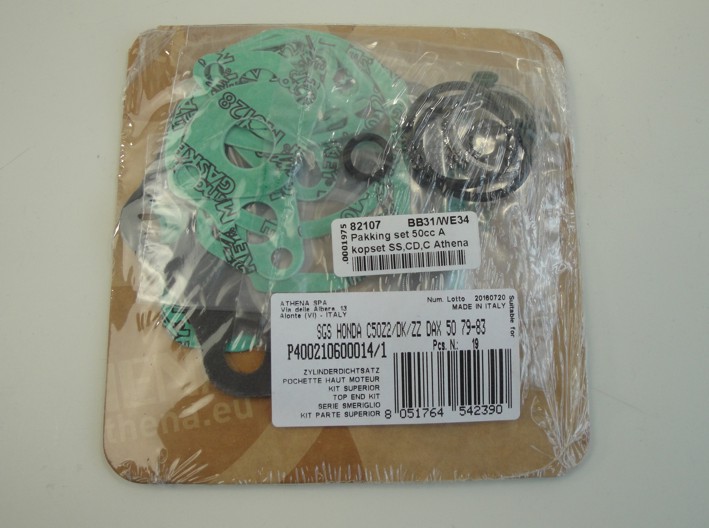 .0001975
82107 BB31/WE34
Pakking set 50cc A
kopset SS,CD,C Athena
ATHENA SPA
Via delle Albere, 13
Alonte (VI) - ITALY
Num. Lotto 20160720
MADE IN ITALY
Suitable for
SGS HONDA C50Z2/DK/ZZ DAX 50 79-83
P400210600014/1
Pcs. N.: 19
ZYLINDERDICHTSATZ
POCHETTE HAUT MOTEUR
KIT SUPERIOR
TOP END KIT
SERIE SMERIGLIO
KIT PARTE SUPERIOR
8 051764 542390
athena.eu